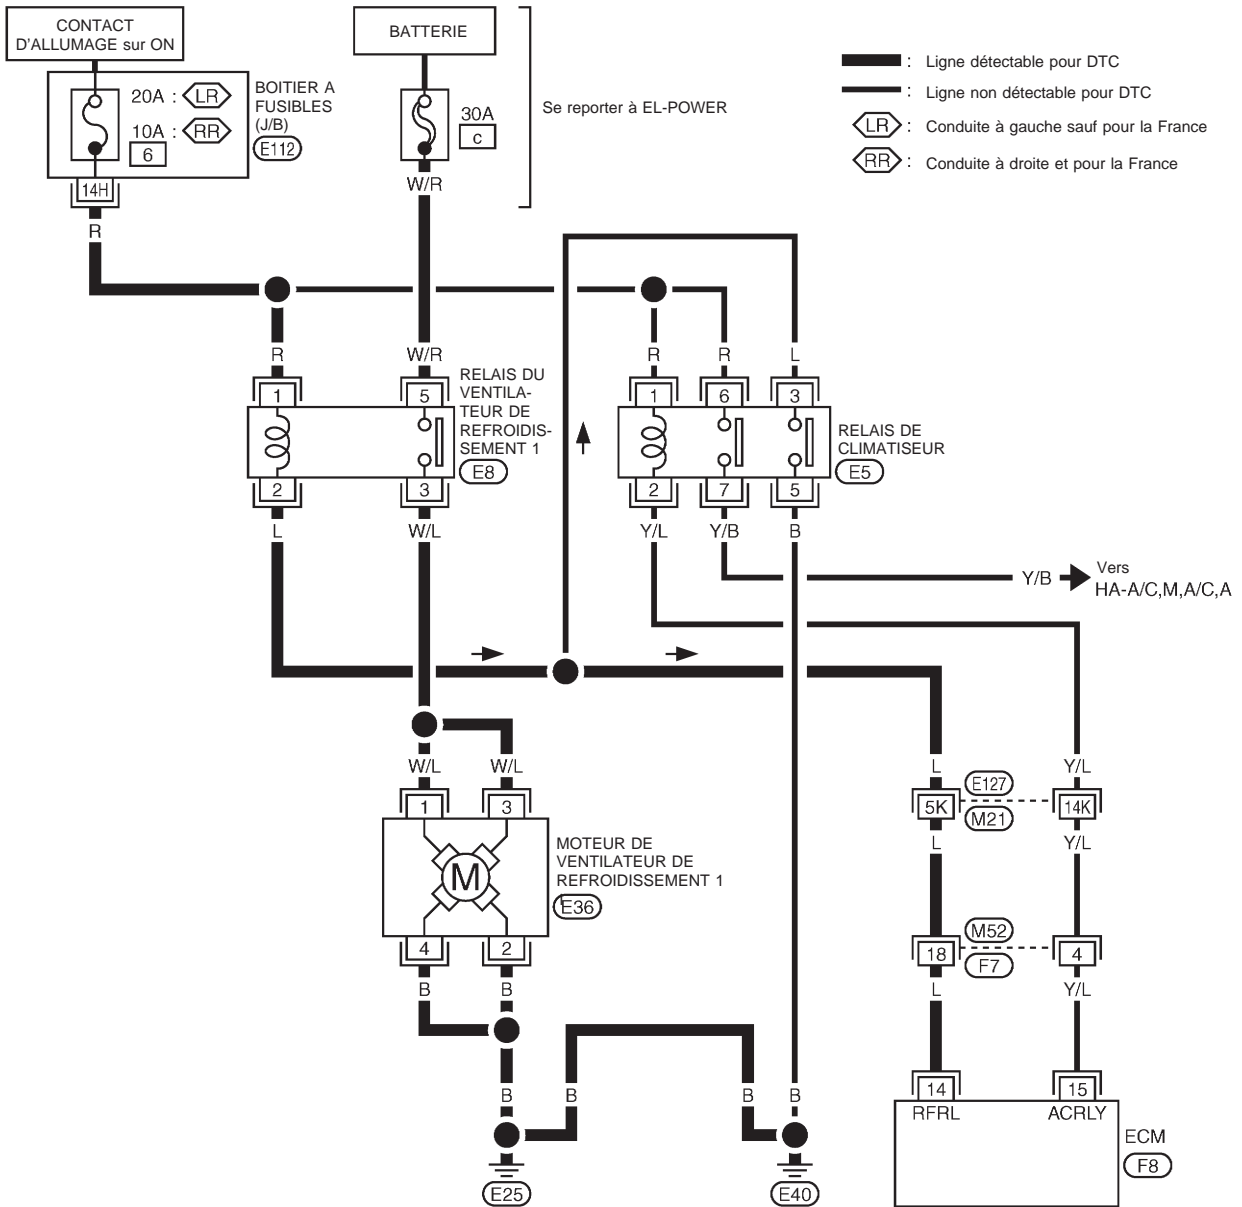 CONTACT
D'ALLUMAGE sur ON
BATTERIE
20A : LR
10A : RR
6
BOITIER A
FUSIBLES
(J/B)
E112
14H
R
30A
c
W/R
Se reporter à EL-POWER
: Ligne détectable pour DTC
: Ligne non détectable pour DTC
LR : Conduite à gauche sauf pour la France
RR : Conduite à droite et pour la France
R
W/R
R
R
L
1
5
RELAIS DU
VENTILA-
TEUR DE
REFROIDIS-
SEMENT 1
E8
2
3
L
W/L
1
6
3
RELAIS DE
CLIMATISEUR
E5
2
7
5
Y/L
Y/B
B
Y/B
Vers
HA-A/C,M,A/C,A
W/L
W/L
1
3
M
MOTEUR DE
VENTILATEUR DE
REFROIDISSEMENT 1
E36
4
2
B
B
L
Y/L
5K
E127
M21
14K
L
Y/L
18
M52
F7
4
L
Y/L
B
B
B
B
E25
E40
14
15
RFRL
ACRLY
ECM
F8